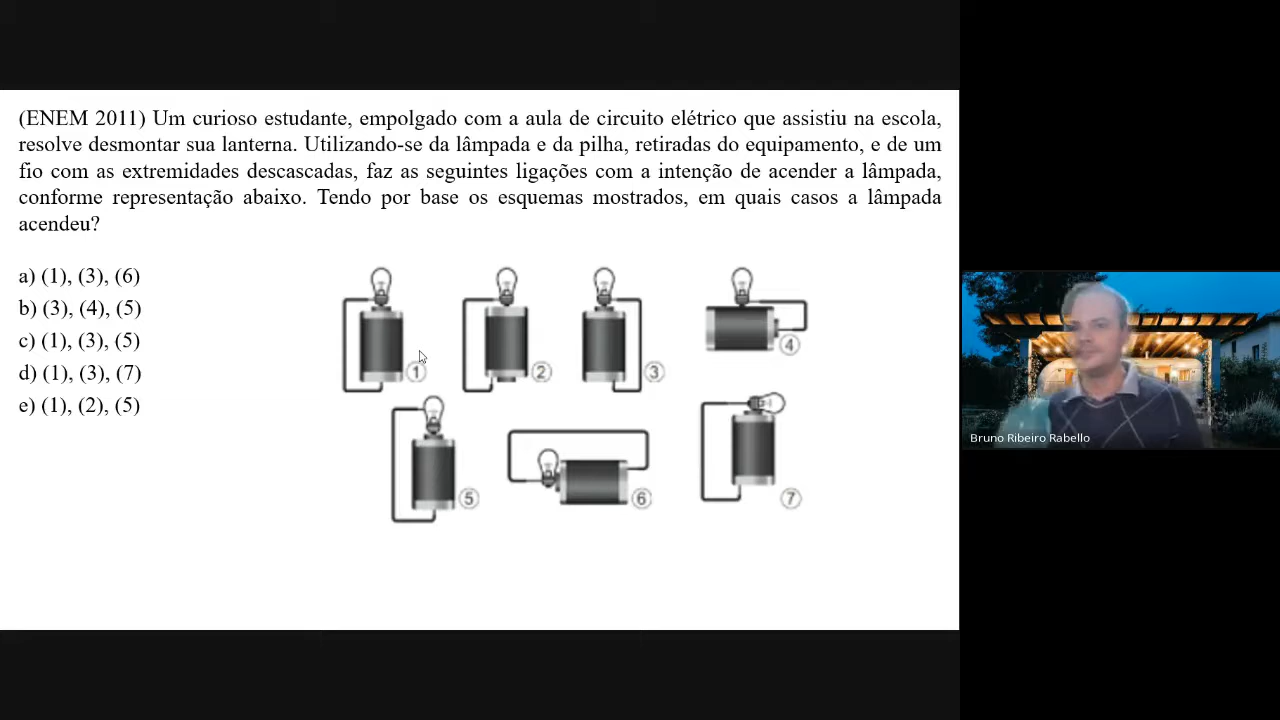 (ENEM 2011) Um curioso estudante, empolgado com a aula de circuito elétrico que assistiu na escola,
resolve desmontar sua lanterna. Utilizando-se da lâmpada e da pilha, retiradas do equipamento, e de um
fio com as extremidades descascadas, faz as seguintes ligações com a intenção de acender a lâmpada,
conforme representação abaixo. Tendo por base os esquemas mostrados, em quais casos a lâmpada
acendeu?
a) (1), (3), (6)
b) (3), (4), (5)
c) (1), (3), (5)
d) (1), (3), (7)
e) (1), (2), (5)
1
2
3
4
5
6
7
Bruno Ribeiro Rabello